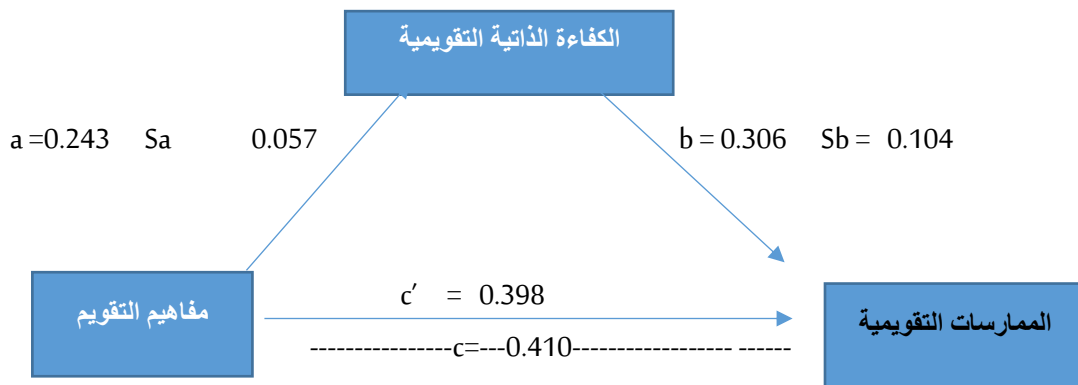 الكفاءة الذاتية التقويمية
a =0.243 Sa 0.057
b = 0.306 Sb = 0.104
مفاهيم التقويم
c′ = 0.398
----------------c=---0.410------------------ ------
الممارسات التقويمية